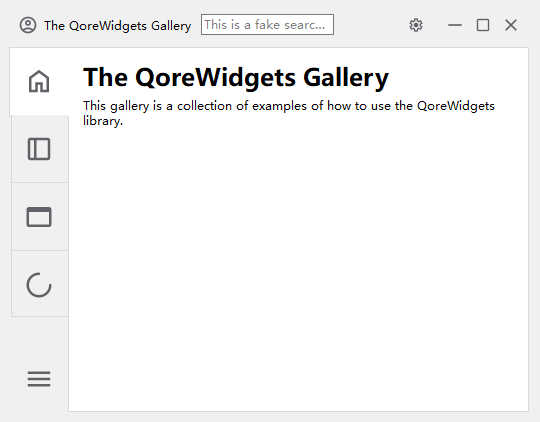 The QoreWidgets Gallery
This is a fake searc...
The QoreWidgets Gallery
This gallery is a collection of examples of how to use the QoreWidgets
library.